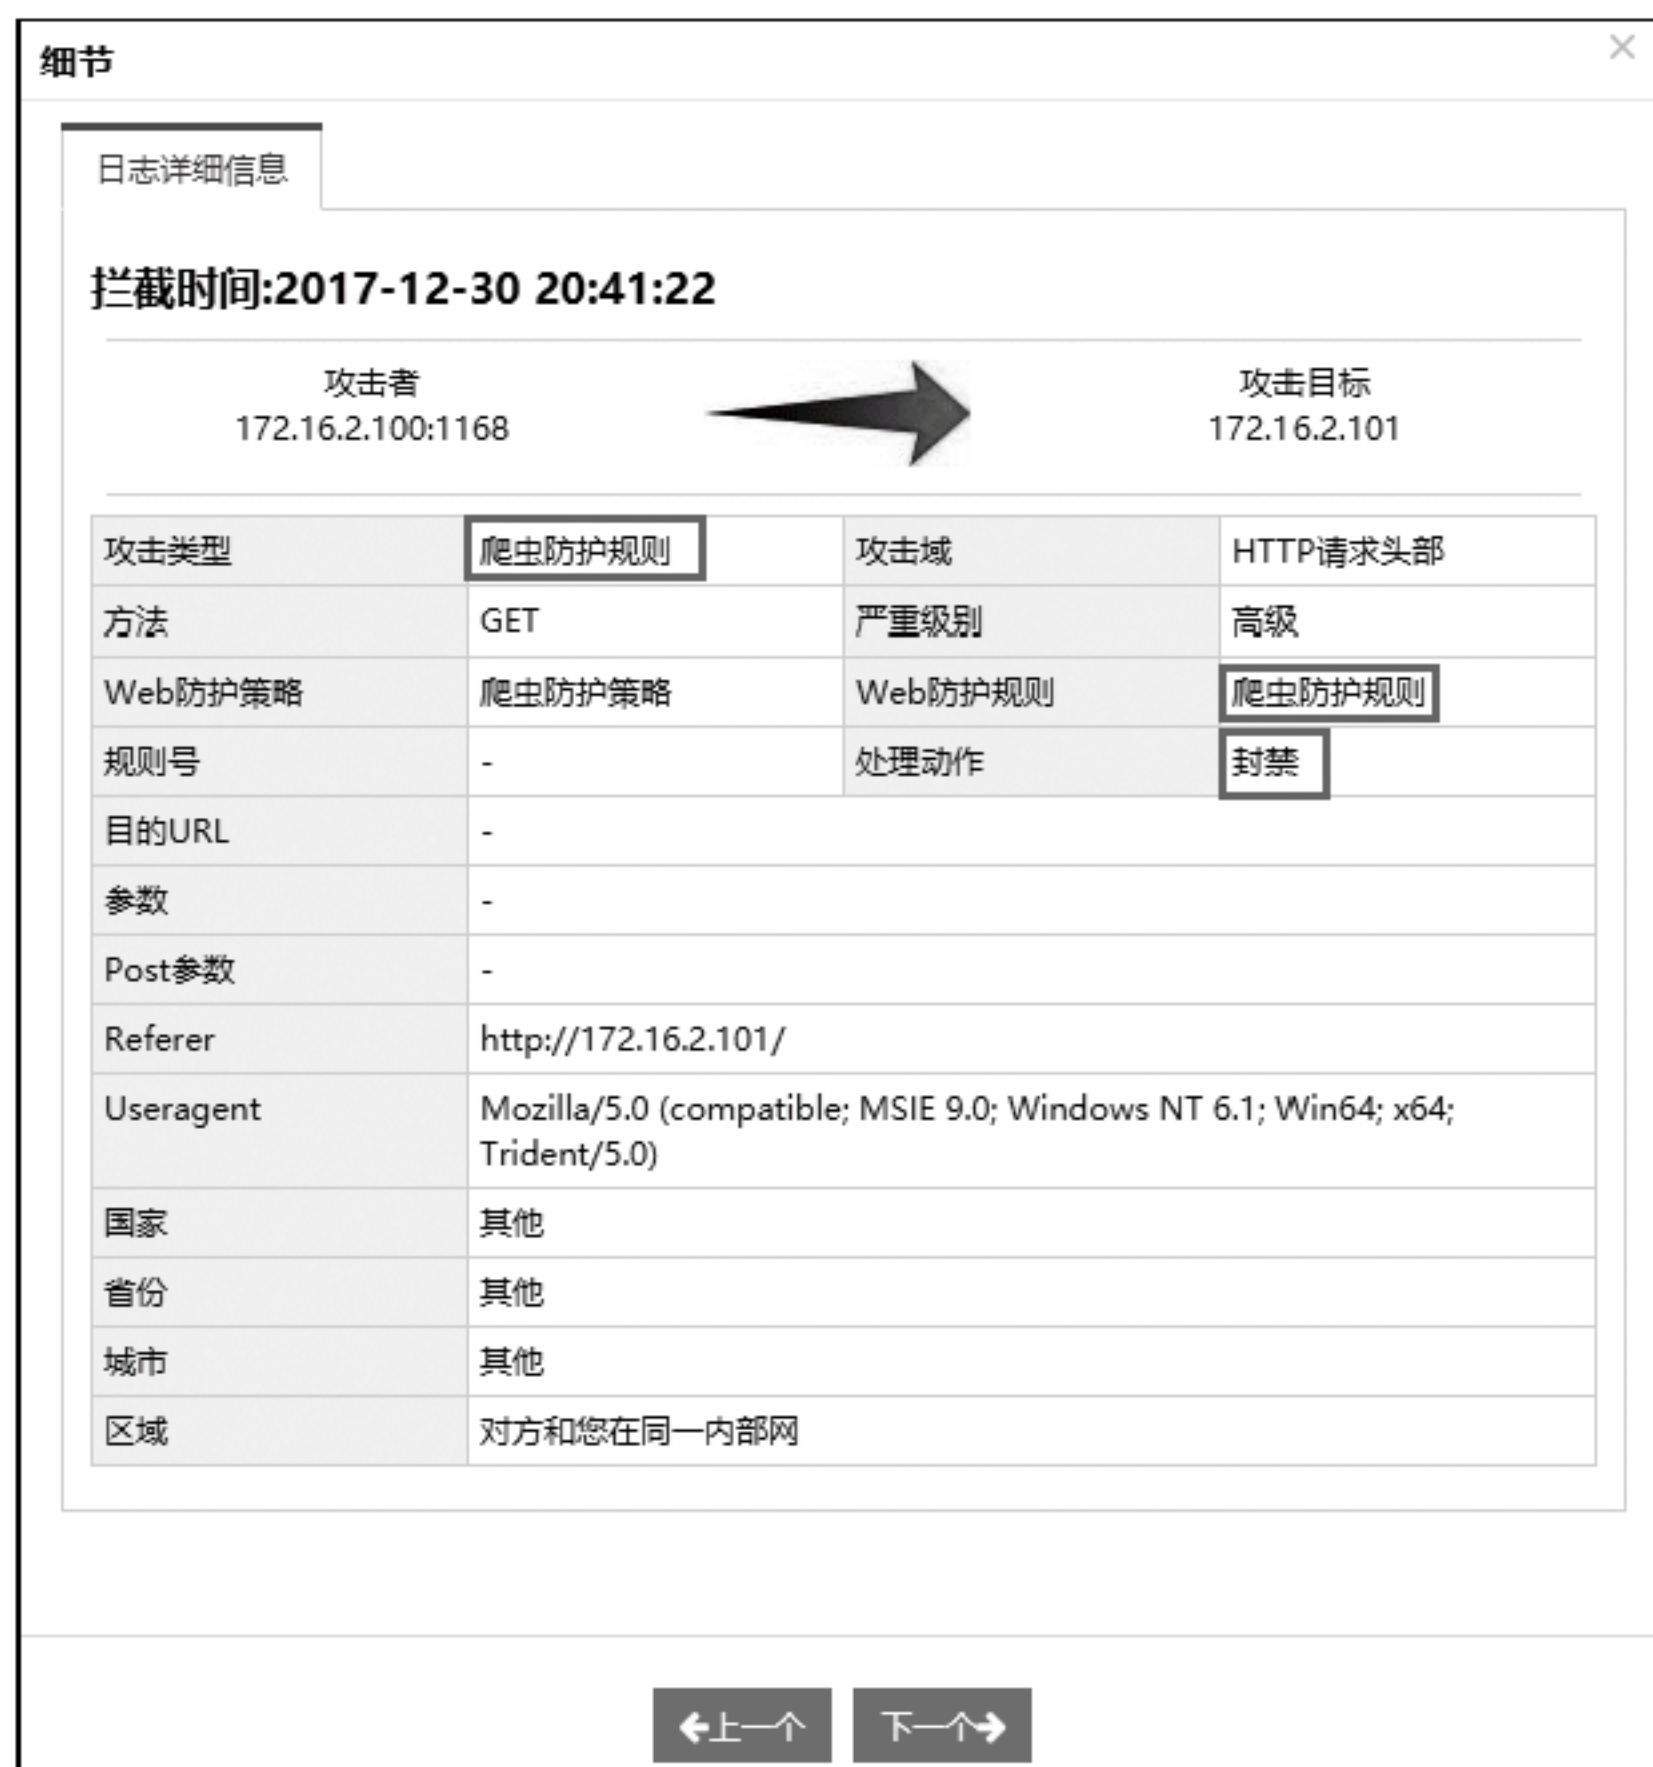 细节
×
日志详细信息
拦截时间:2017-12-30 20:41:22
攻击者
172.16.2.100:1168
攻击目标
172.16.2.101
攻击类型 爬虫防护规则 攻击域 HTTP请求头部
方法 GET 严重级别 高级
Web防护策略 爬虫防护策略 Web防护规则 爬虫防护规则
规则号 - 处理动作 封禁
目的URL -
参数 -
Post参数 -
Referer http://172.16.2.101/
Useragent Mozilla/5.0 (compatible; MSIE 9.0; Windows NT 6.1; Win64; x64;
Trident/5.0)
国家 其他
省份 其他
城市 其他
区域 对方和您在同一内部网
上一个 下一个